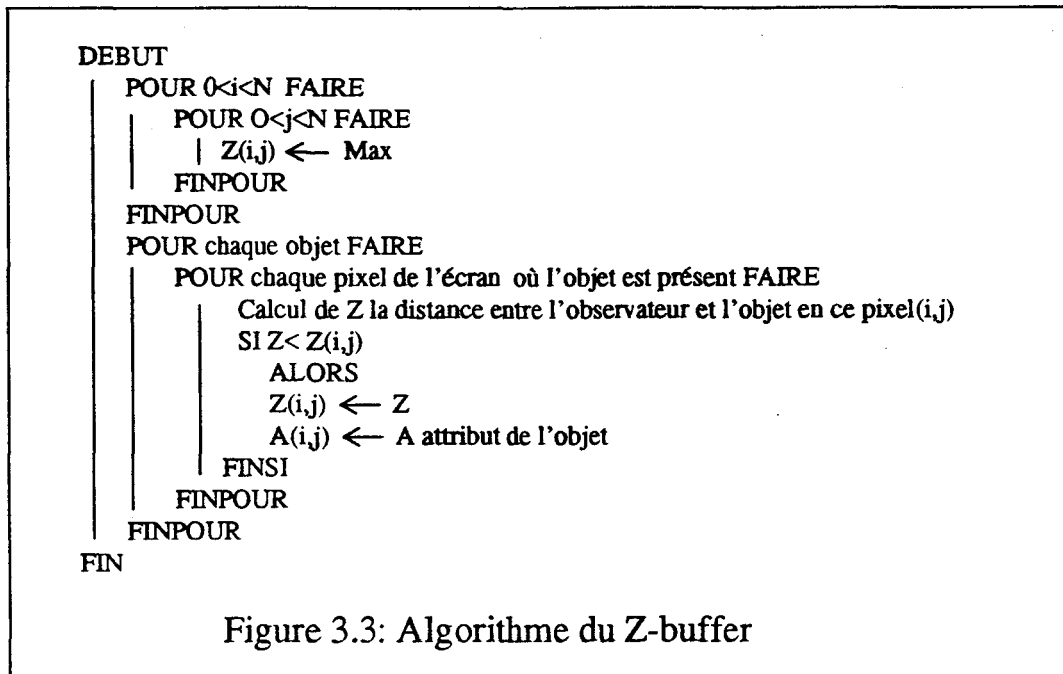 DEBUT
POUR 0<i<N FAIRE
POUR O<j<N FAIRE
Z(i,j) ← Max
FINPOUR
FINPOUR
POUR chaque objet FAIRE
POUR chaque pixel de l'écran où l'objet est présent FAIRE
Calcul de Z la distance entre l'observateur et l'objet en ce pixel(i,j)
SI Z< Z(i,j)
ALORS
Z(i,j) ← Z
A(i,j) ← A attribut de l'objet
FINSI
FINPOUR
FINPOUR
FIN
Figure 3.3: Algorithme du Z-buffer